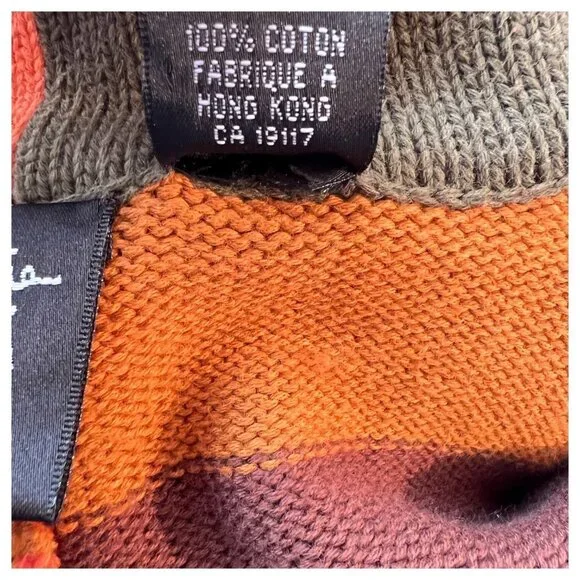 100% COTON
FABRIQUE A
HONG KONG
CA 19117